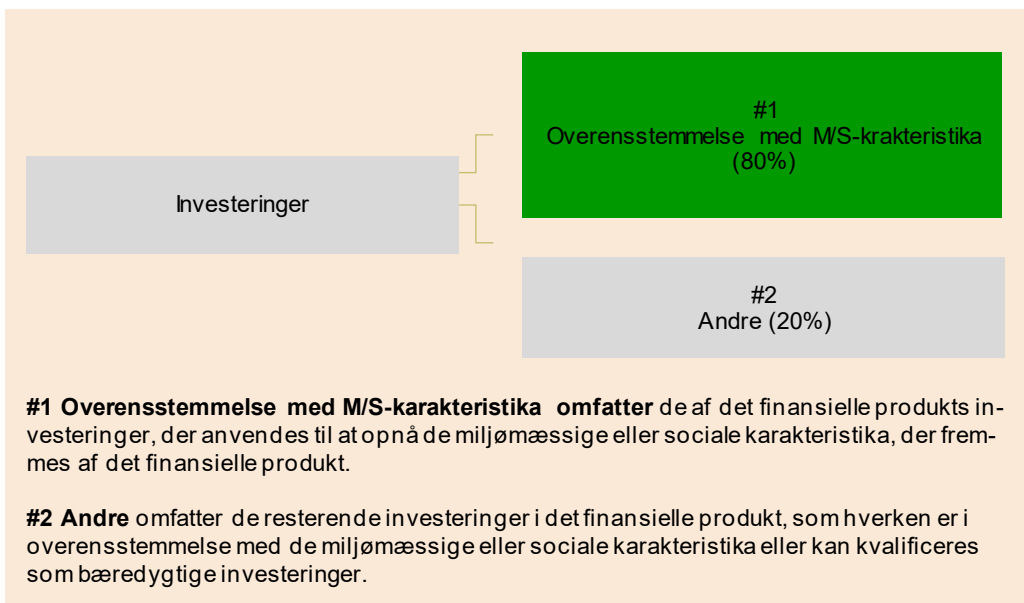 #1
Overensstemmelse med M/S-krakteristika
(80%)
Investeringer
#2
Andre (20%)
#1 Overensstemmelse med M/S-karakteristika omfatter de af det finansielle produkts in-
vesteringer, der anvendes til at opnå de miljømæssige eller sociale karakteristika, der frem-
mes af det finansielle produkt.
#2 Andre omfatter de resterende investeringer i det finansielle produkt, som hverken er i
overensstemmelse med de miljømæssige eller sociale karakteristika eller kan kvalificeres
som bæredygtige investeringer.